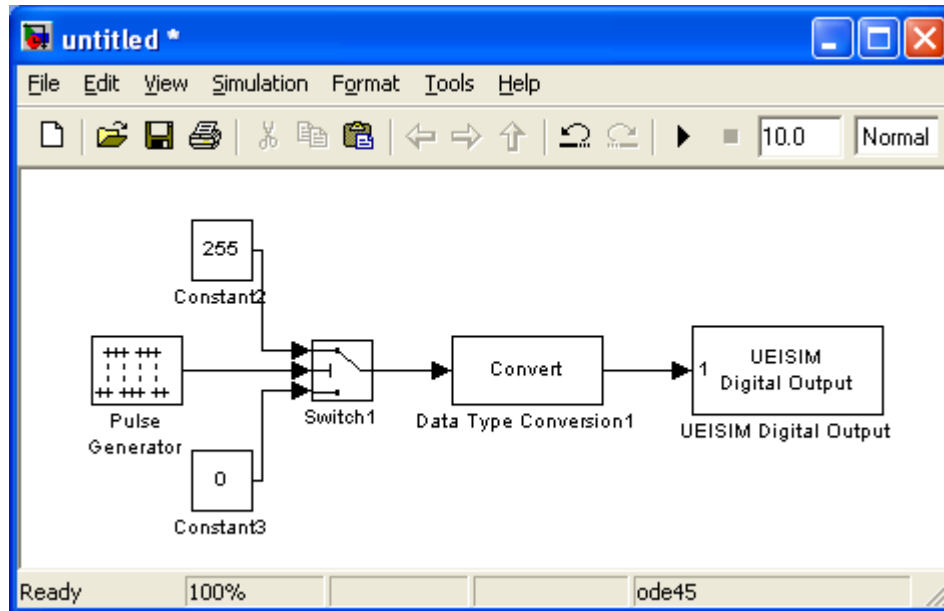 untitled *
File Edit View Simulation Format Tools Help
10.0 Normal
255
Constant2
Pulse
Generator
Switch1
Convert
Data Type Conversion1
1
UEISIM
Digital Output
UEISIM Digital Output
0
Constant3
Ready 100% ode45